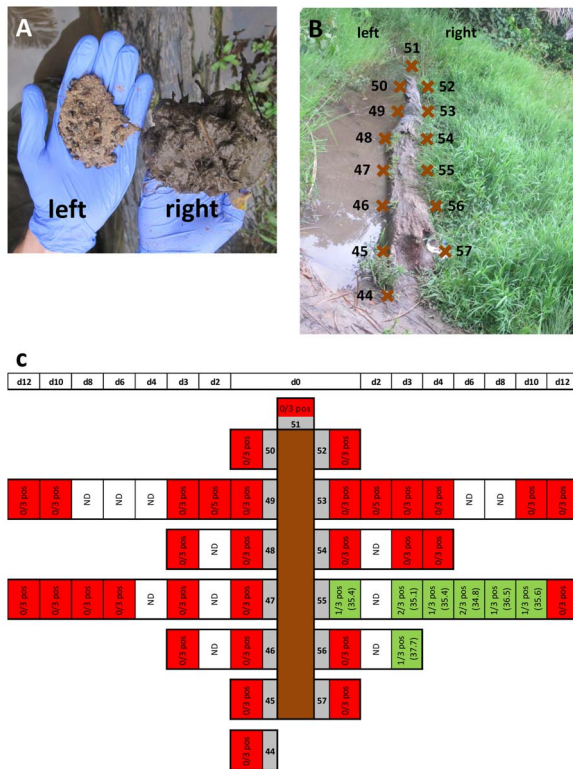 A
left
right
B
left right
51
50 52
49 53
48 54
47 55
46 56
45 57
44
C
d12 d10 d8 d6 d4 d3 d2 d0 d2 d3 d4 d6 d8 d10 d12
0/3 pos
51
0/3 pos 50 52 0/3 pos
0/3 pos 0/3 pos ND ND ND 0/3 pos 0/5 pos 0/3 pos 49 53 0/3 pos 0/5 pos 0/3 pos 0/3 pos ND ND 0/3 pos 0/3 pos
0/3 pos ND 0/3 pos 48 54 0/3 pos ND 0/3 pos 0/3 pos
0/3 pos 0/3 pos 0/3 pos 0/3 pos ND 0/3 pos ND 0/3 pos 47 55 1/3 pos (35.4) ND 2/3 pos (35.1) 1/3 pos (35.4) 2/3 pos (34.8) 1/3 pos (36.5) 1/3 pos (35.6) 0/3 pos
0/3 pos ND 0/3 pos 46 56 0/3 pos ND 1/3 pos (37.7)
0/3 pos 45 57 0/3 pos
0/3 pos 44